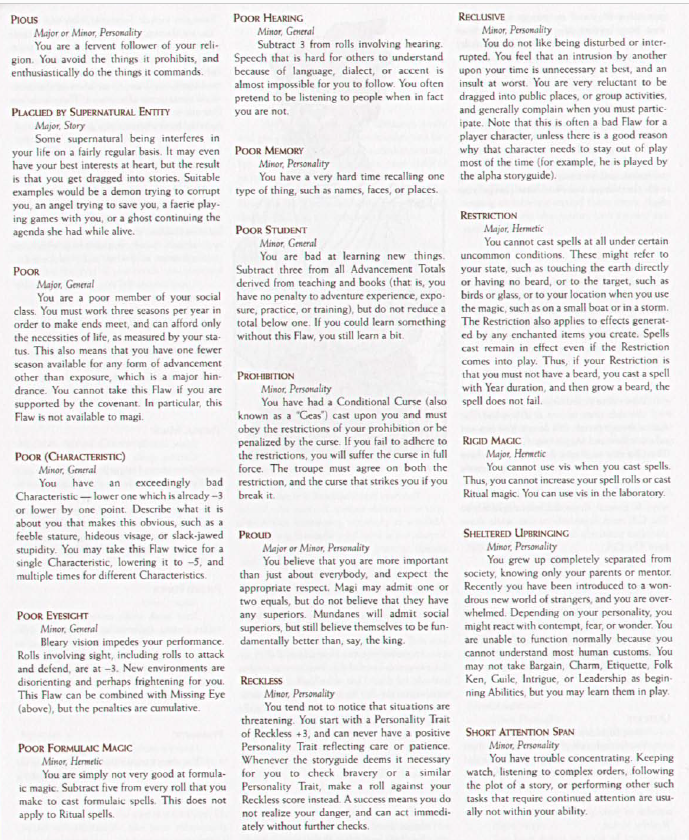 PIOUS
Major or Minor, Personality
You are a fervent follower of your reli-
gion. You avoid the things it prohibits, and
enthusiastically do the things it commands.
PLAGUED BY SUPERNATURAL ENTITY
Major, Story
Some supernatural being interferes in
your life on a fairly regular basis. It may even
have your best interests at heart, but the result
is that you get dragged into stories. Suitable
examples would be a demon trying to corrupt
you, an angel trying to save you, a faerie play-
ing games with you, or a ghost continuing the
agenda she had while alive.
POOR
Major, General
You are a poor member of your social
class. You must work three seasons per year in
order to make ends meet, and can afford only
the necessities of life, as measured by your sta-
tus. This also means that you have one fewer
season available for any form of advancement
other than exposure, which is a major hin-
drance. You cannot take this Flaw if you are
supported by the covenant. In particular, this
Flaw is not available to magi.
POOR (CHARACTERISTIC)
Minor, General
You have an exceedingly bad
Characteristic — lower one which is already –3
or lower by one point. Describe what it is
about you that makes this obvious, such as a
feeble stature, hideous visage, or slack-jawed
stupidity. You may take this Flaw twice for a
single Characteristic, lowering it to –5, and
multiple times for different Characteristics.
POOR EYESIGHT
Minor, General
Bleary vision impedes your performance.
Rolls involving sight, including rolls to attack
and defend, are at –3. New environments are
disorienting and perhaps frightening for you.
This Flaw can be combined with Missing Eye
(above), but the penalties are cumulative.
POOR FORMULAIC MAGIC
Minor, Hermetic
You are simply not very good at formula-
ic magic. Subtract five from every roll that you
make to cast formulaic spells. This does not
apply to Ritual spells.
POOR HEARING
Minor, General
Subtract 3 from rolls involving hearing.
Speech that is hard for others to understand
because of language, dialect, or accent is
almost impossible for you to follow. You often
pretend to be listening to people when in fact
you are not.
POOR MEMORY
Minor, Personality
You have a very hard time recalling one
type of thing, such as names, faces, or places.
POOR STUDENT
Minor, General
You are bad at learning new things.
Subtract three from all Advancement Totals
derived from teaching and books (that is, you
have no penalty to adventure experience, expo-
sure, practice, or training), but do not reduce a
total below one. If you could learn something
without this Flaw, you still learn a bit.
PROHIBITION
Minor, Personality
You have had a Conditional Curse (also
known as a "Geas") cast upon you and must
obey the restrictions of your prohibition or be
penalized by the curse. If you fail to adhere to
the restrictions, you will suffer the curse in full
force. The troupe must agree on both the
restriction, and the curse that strikes you if you
break it.
PROUD
Major or Minor, Personality
You believe that you are more important
than just about everybody, and expect the
appropriate respect. Magi may admit one or
two equals, but do not believe that they have
any superiors. Mundanes will admit social
superiors, but still believe themselves to be fun-
damentally better than, say, the king.
RECKLESS
Minor, Personality
You tend not to notice that situations are
threatening. You start with a Personality Trait
of Reckless +3, and can never have a positive
Personality Trait reflecting care or patience.
Whenever the storyguide deems it necessary
for you to check bravery or a similar
Personality Trait, make a roll against your
Reckless score instead. A success means you do
not realize your danger, and can act immedi-
ately without further checks.
RECLUSIVE
Minor, Personality
You do not like being disturbed or inter-
rupted. You feel that an intrusion by another
upon your time is unnecessary at best, and an
insult at worst. You are very reluctant to be
dragged into public places, or group activities,
and generally complain when you must partic-
ipate. Note that this is often a bad Flaw for a
player character, unless there is a good reason
why that character needs to stay out of play
most of the time (for example, he is played by
the alpha storyguide).
RESTRICTION
Major, Hermetic
You cannot cast spells at all under certain
uncommon conditions. These might refer to
your state, such as touching the earth directly
or having no beard, or to the target, such as
birds or glass, or to your location when you use
the magic, such as on a small boat or in a storm.
The Restriction also applies to effects generat-
ed by any enchanted items you create. Spells
cast remain in effect even if the Restriction
comes into play. Thus, if your Restriction is
that you must not have a beard, you cast a spell
with Year duration, and then grow a beard, the
spell does not fail.
RIGID MAGIC
Major, Hermetic
You cannot use vis when you cast spells.
Thus, you cannot increase your spell rolls or cast
Ritual magic. You can use vis in the laboratory.
SHELTERED UPBRINGING
Minor, Personality
You grew up completely separated from
society, knowing only your parents or mentor.
Recently you have been introduced to a won-
drous new world of strangers, and you are over-
whelmed. Depending on your personality, you
might react with contempt, fear, or wonder. You
are unable to function normally because you
cannot understand most human customs. You
may not take Bargain, Charm, Etiquette, Folk
Ken, Guile, Intrigue, or Leadership as begin-
ning Abilities, but you may learn them in play.
SHORT ATTENTION SPAN
Minor, Personality
You have trouble concentrating. Keeping
watch, listening to complex orders, following
the plot of a story, or performing other such
tasks that require continued attention are usu-
ally not within your ability.